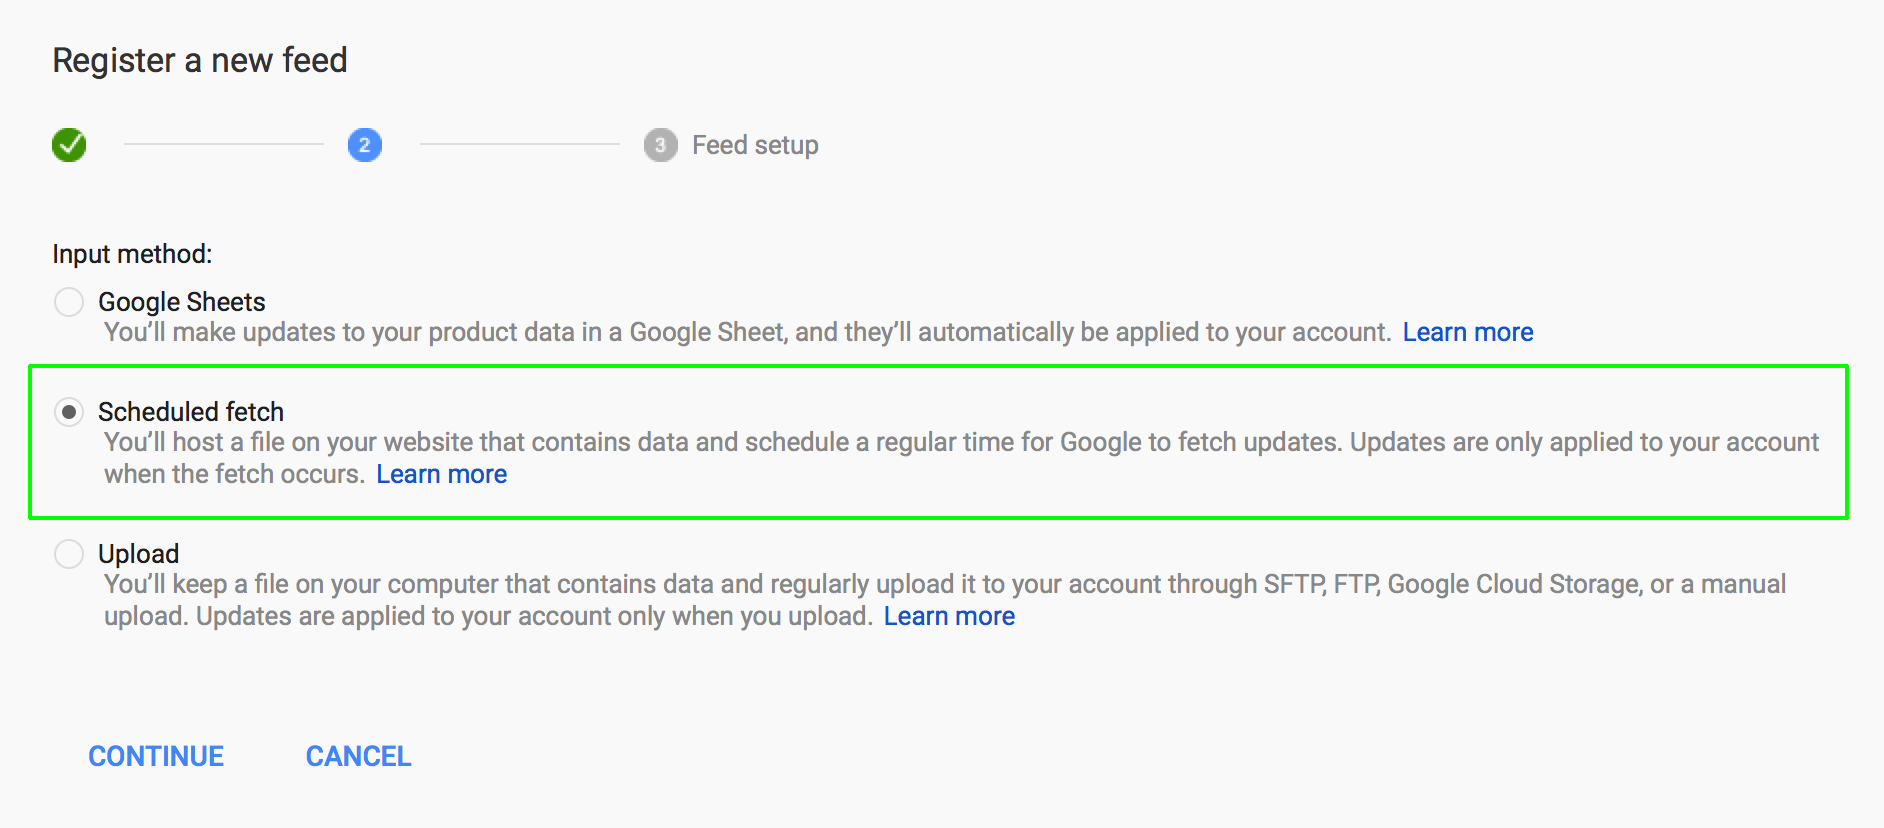 Register a new feed
2
3 Feed setup
Input method:
Google Sheets
You’ll make updates to your product data in a Google Sheet, and they’ll automatically be applied to your account. Learn more
Scheduled fetch
You’ll host a file on your website that contains data and schedule a regular time for Google to fetch updates. Updates are only applied to your account
when the fetch occurs. Learn more
Upload
You’ll keep a file on your computer that contains data and regularly upload it to your account through SFTP, FTP, Google Cloud Storage, or a manual
upload. Updates are applied to your account only when you upload. Learn more
CONTINUE CANCEL